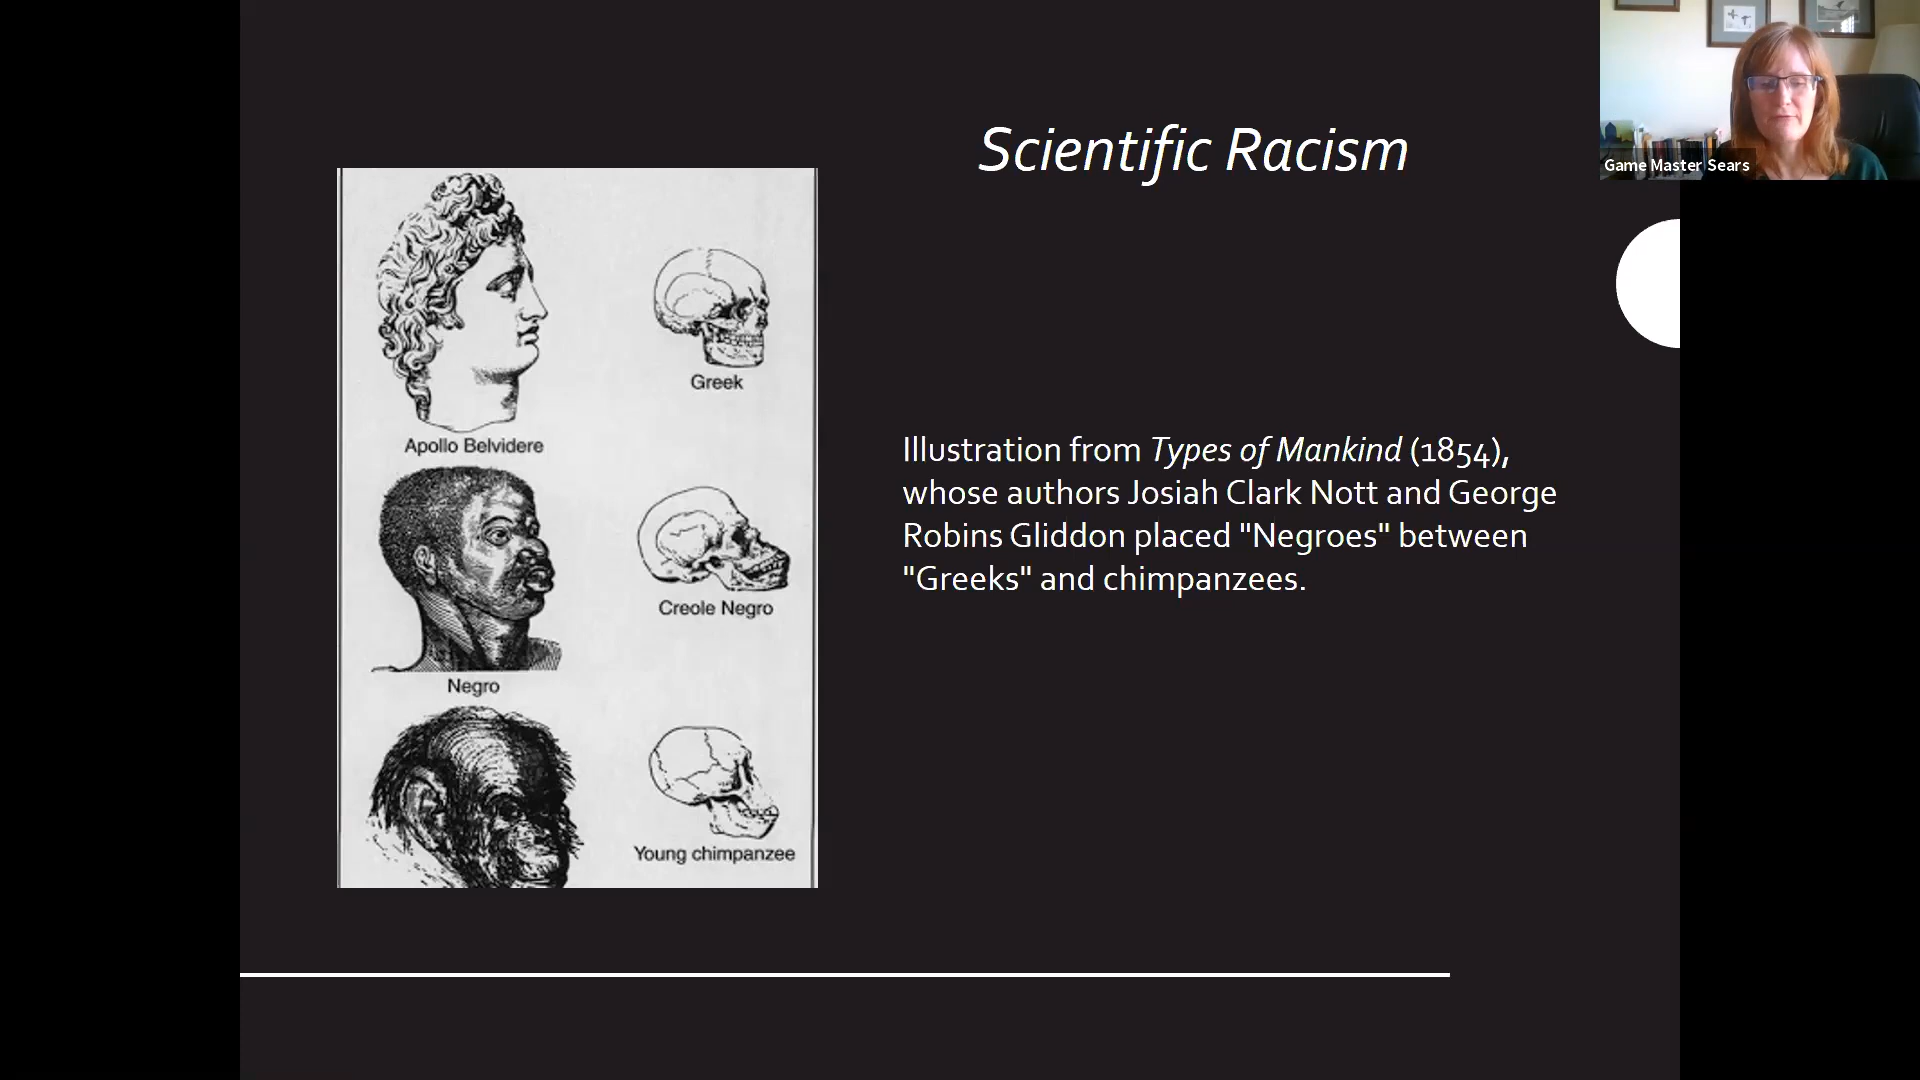 Scientific Racism
Game Master Sears
Greek
Apollo Belvidere
Creole Negro
Negro
Young chimpanzee
Illustration from Types of Mankind (1854),
whose authors Josiah Clark Nott and George
Robins Gliddon placed "Negroes" between
"Greeks" and chimpanzees.